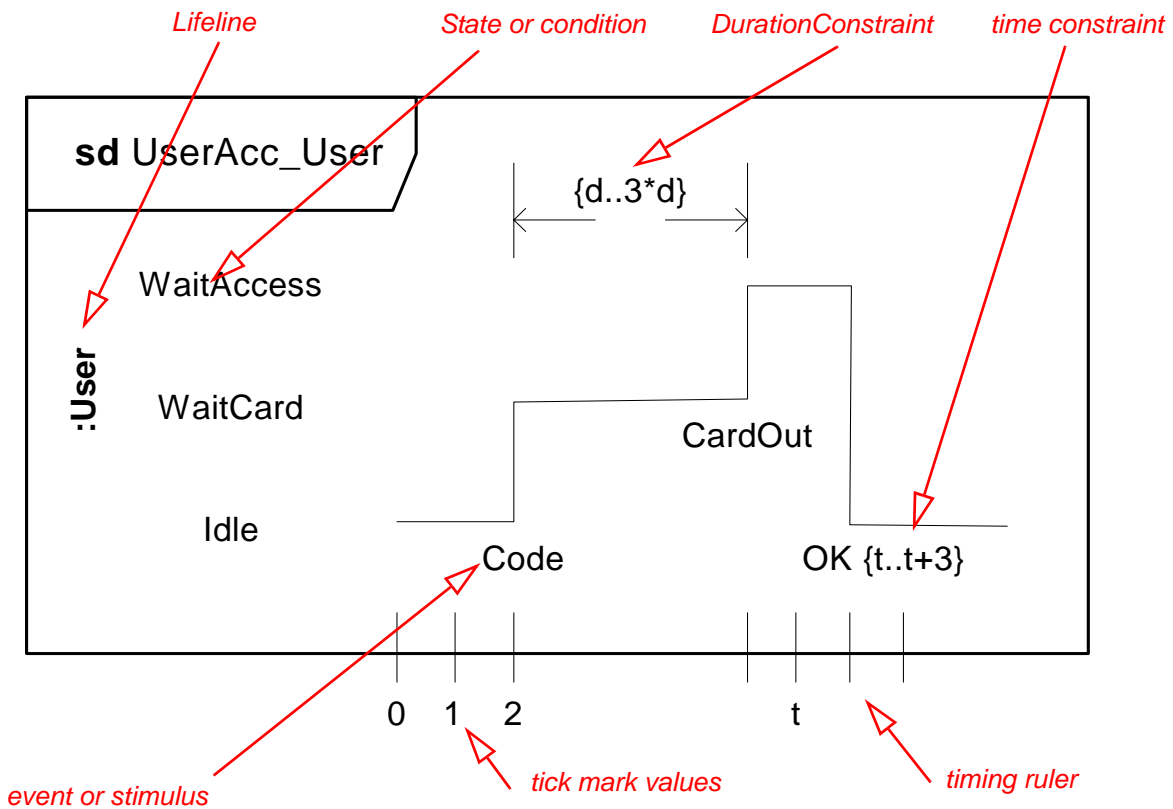 Lifeline
State or condition
DurationConstraint
time constraint
sd UserAcc_User
{d..3*d}
WaitAccess
:User
WaitCard
CardOut
Idle
Code
OK {t..t+3}
0 1 2 t
event or stimulus
tick mark values
timing ruler